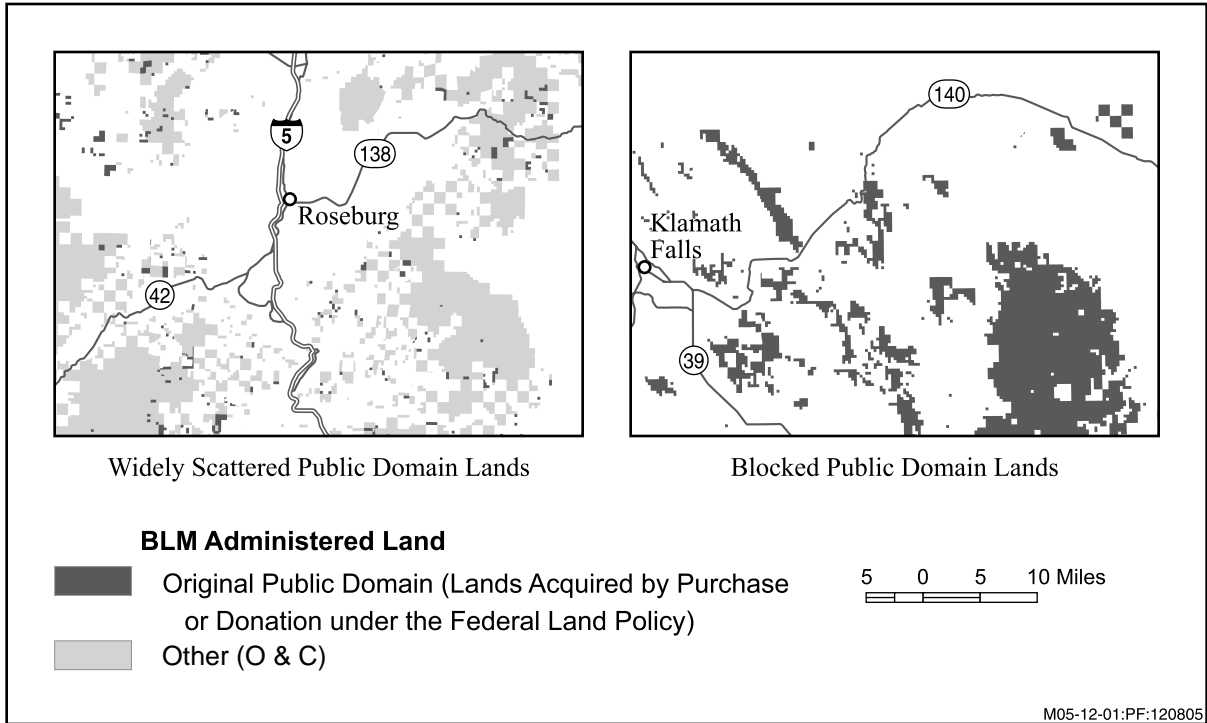 5
138
Roseburg
42
Widely Scattered Public Domain Lands
140
Klamath
Falls
39
Blocked Public Domain Lands
BLM Administered Land
Original Public Domain (Lands Acquired by Purchase
or Donation under the Federal Land Policy)
Other (O & C)
5 0 5 10 Miles
M05-12-01:PF:120805